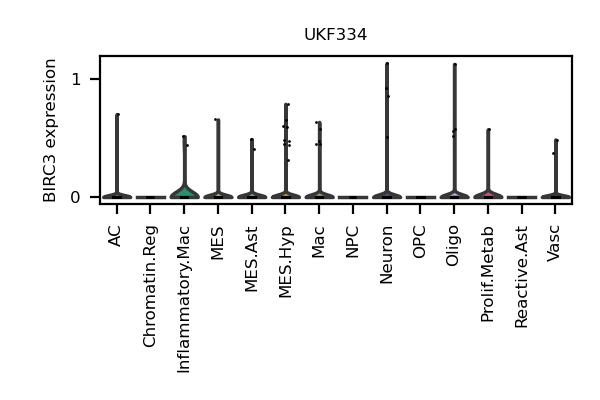 UKF334
BIRC3 expression
1
0
AC
Chromatin.Reg
Inflammatory.Mac
MES
MES.Ast
MES.Hyp
Mac
NPC
Neuron
OPC
Oligo
Prolif.Metab
Reactive.Ast
Vasc